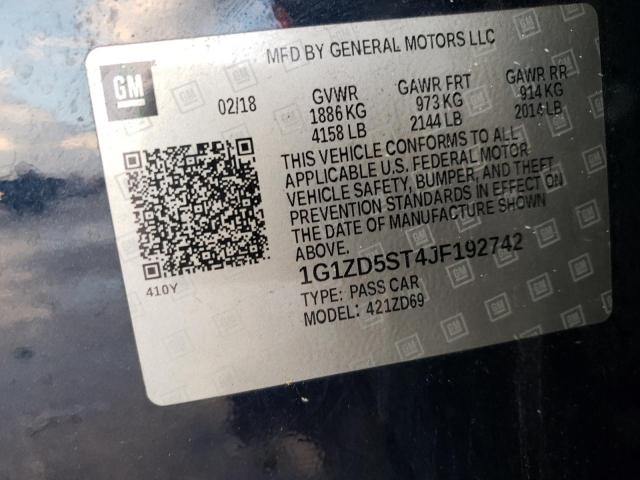 MFD BY GENERAL MOTORS LLC
GM
02/18
GVWR
1886 KG
4158 LB
GAWR FRT
973 KG
2144 LB
GAWR RR
914 KG
2014 LB
THIS VEHICLE CONFORMS TO ALL
APPLICABLE U.S. FEDERAL MOTOR
VEHICLE SAFETY, BUMPER, AND THEFT
PREVENTION STANDARDS IN EFFECT ON
THE DATE OF MANUFACTURE SHOWN
ABOVE.
1G1ZD5ST4JF192742
TYPE: PASS CAR
MODEL: 421ZD69
410Y